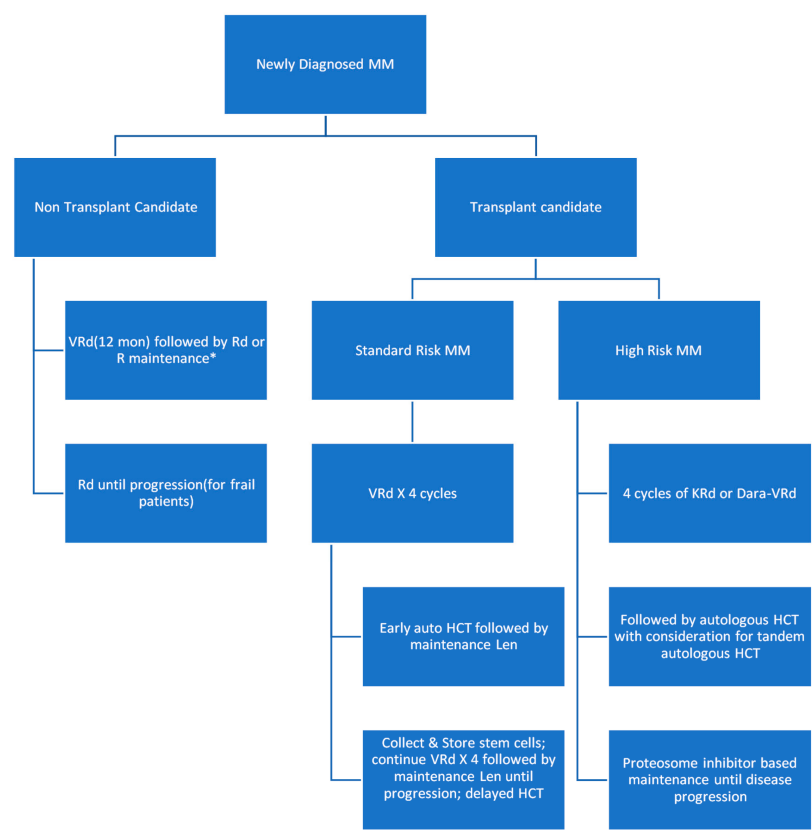 Newly Diagnosed MM
Non Transplant Candidate
Transplant candidate
VRd(12 mon) followed by Rd or
R maintenance*
Standard Risk MM
High Risk MM
Rd until progression(for frail
patients)
VRd X 4 cycles
4 cycles of KRd or Dara-VRd
Early auto HCT followed by
maintenance Len
Followed by autologous HCT
with consideration for tandem
autologous HCT
Collect & Store stem cells;
continue VRd X 4 followed by
maintenance Len until
progression; delayed HCT
Proteosome inhibitor based
maintenance until disease
progression